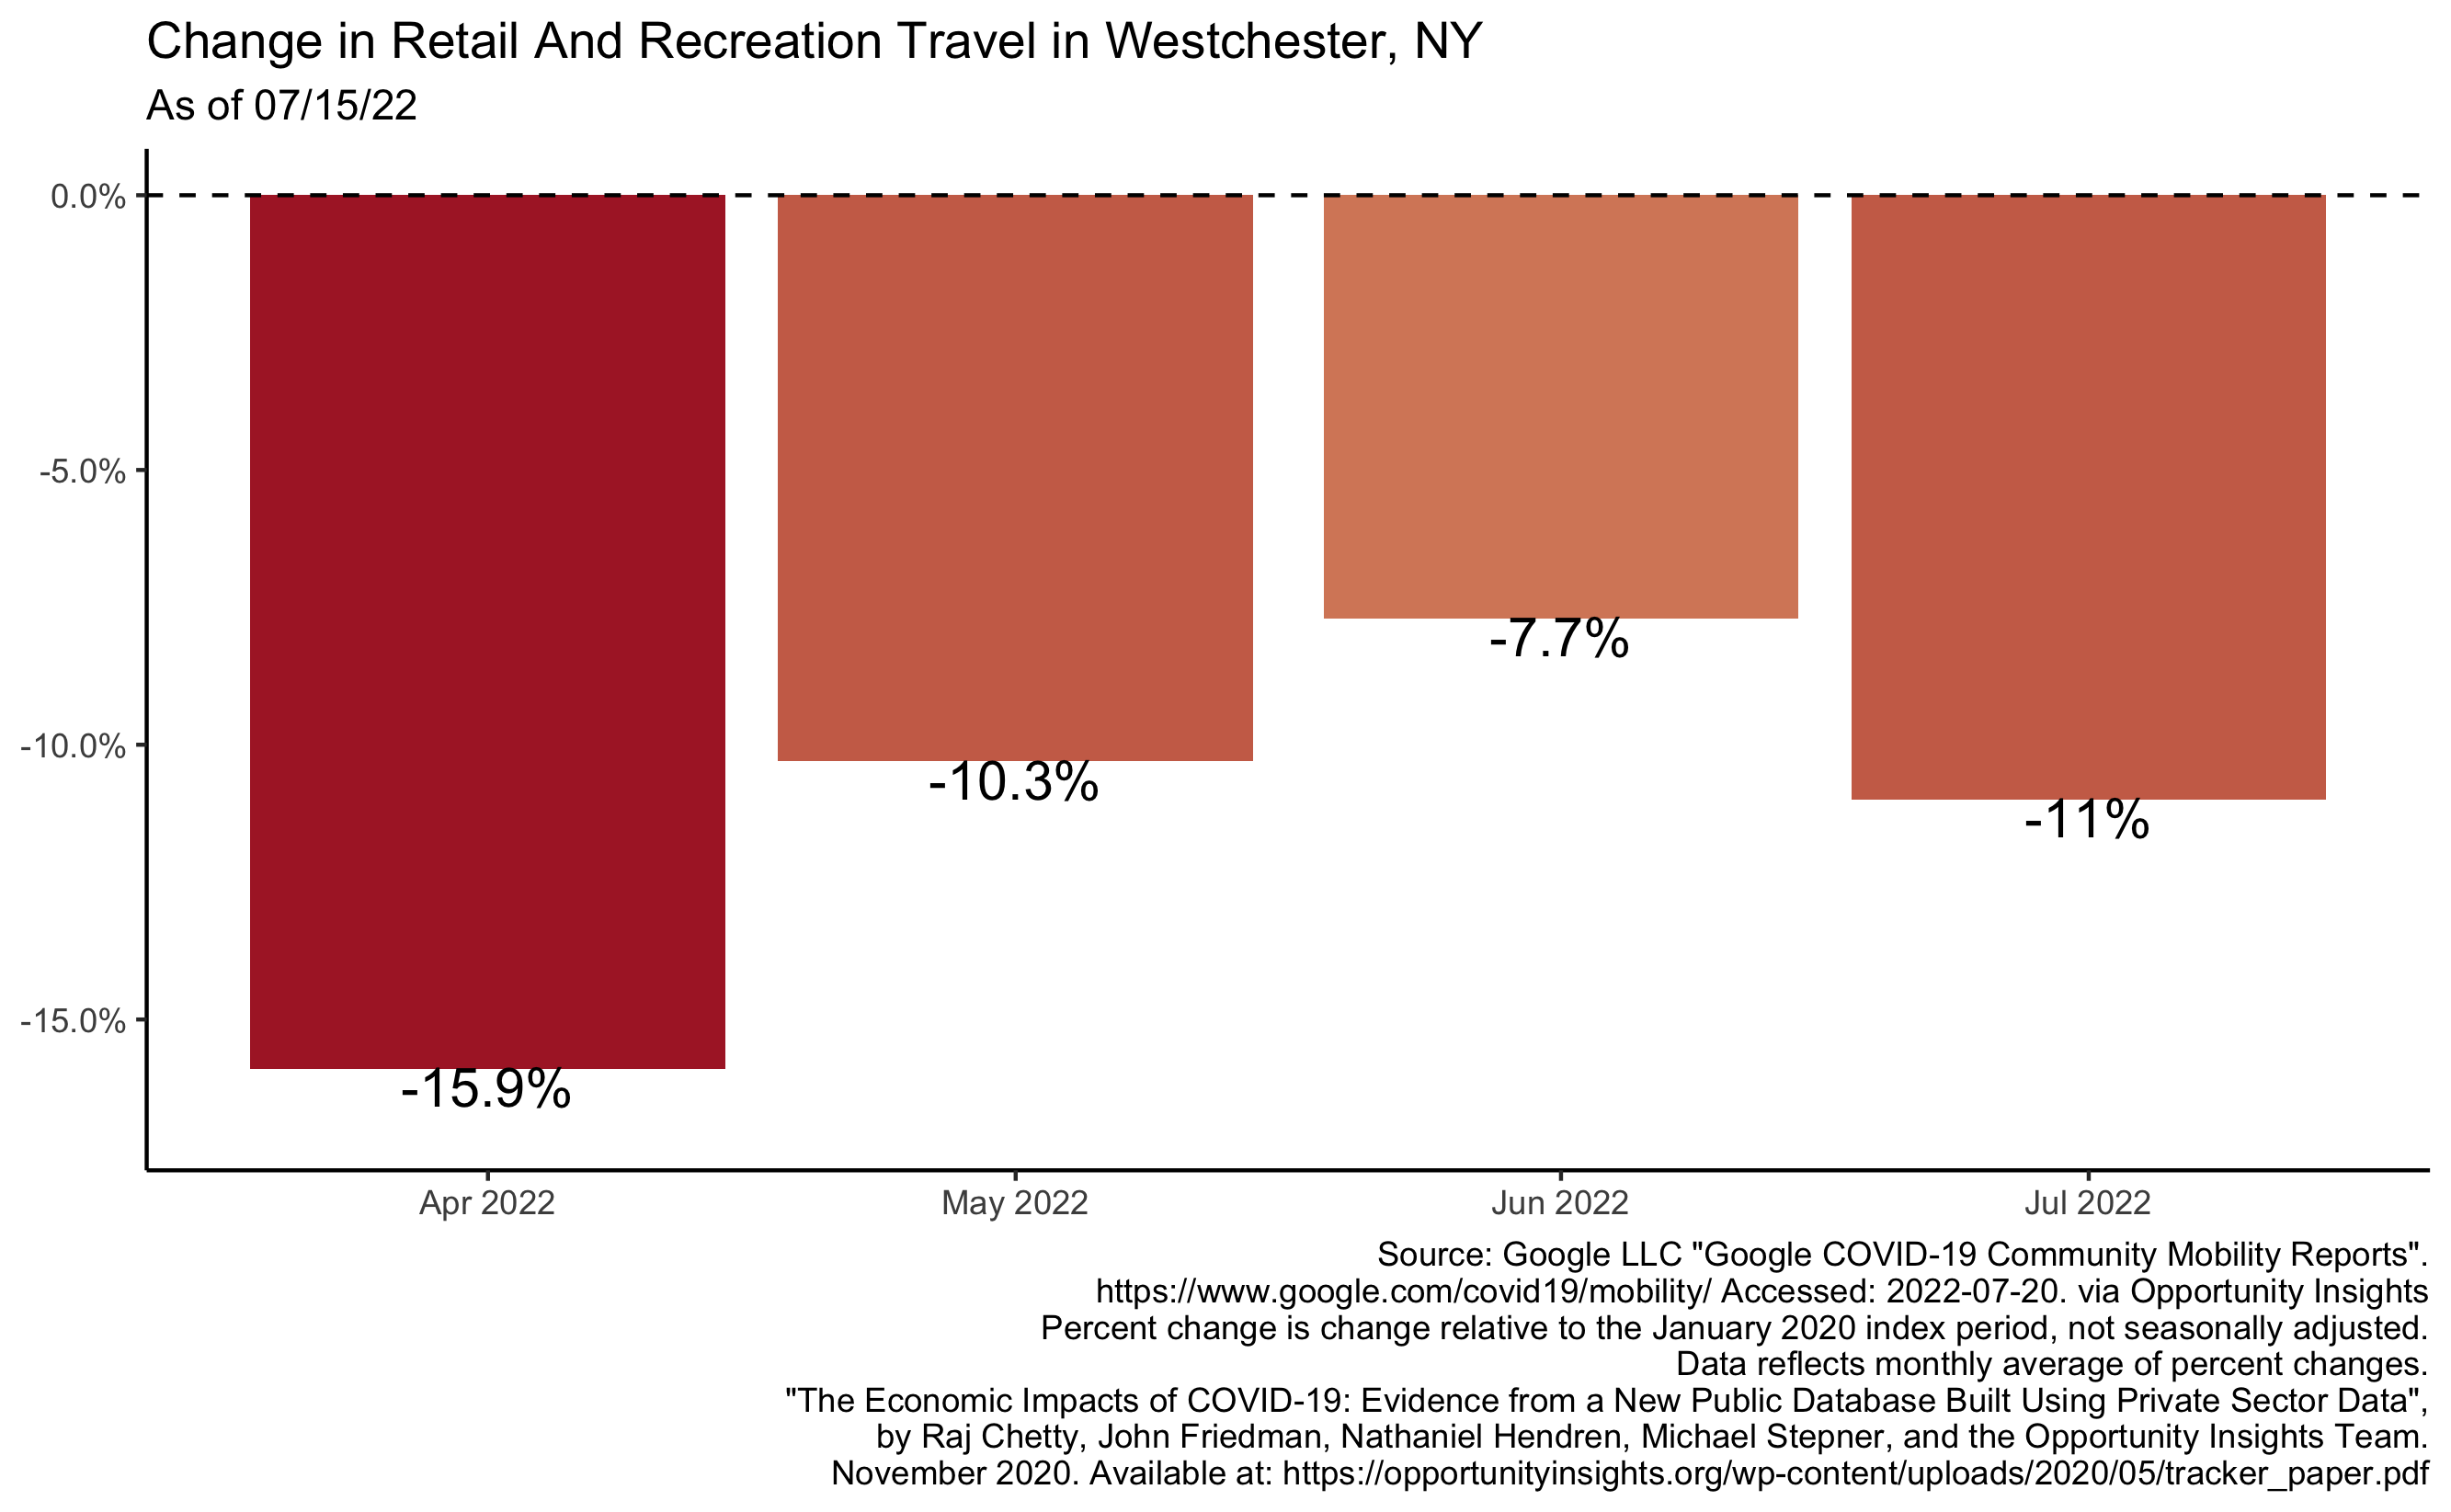 Change in Retail And Recreation Travel in Westchester, NY
As of 07/15/22
0.0%
-5.0%
-10.0%
-15.0%
-15.9%
-10.3%
-7.7%
-11%
Apr 2022
May 2022
Jun 2022
Jul 2022
Source: Google LLC "Google COVID-19 Community Mobility Reports".
https://www.google.com/covid19/mobility/ Accessed: 2022-07-20. via Opportunity Insights
Percent change is change relative to the January 2020 index period, not seasonally adjusted.
Data reflects monthly average of percent changes.
"The Economic Impacts of COVID-19: Evidence from a New Public Database Built Using Private Sector Data",
by Raj Chetty, John Friedman, Nathaniel Hendren, Michael Stepner, and the Opportunity Insights Team.
November 2020. Available at: https://opportunityinsights.org/wp-content/uploads/2020/05/tracker_paper.pdf